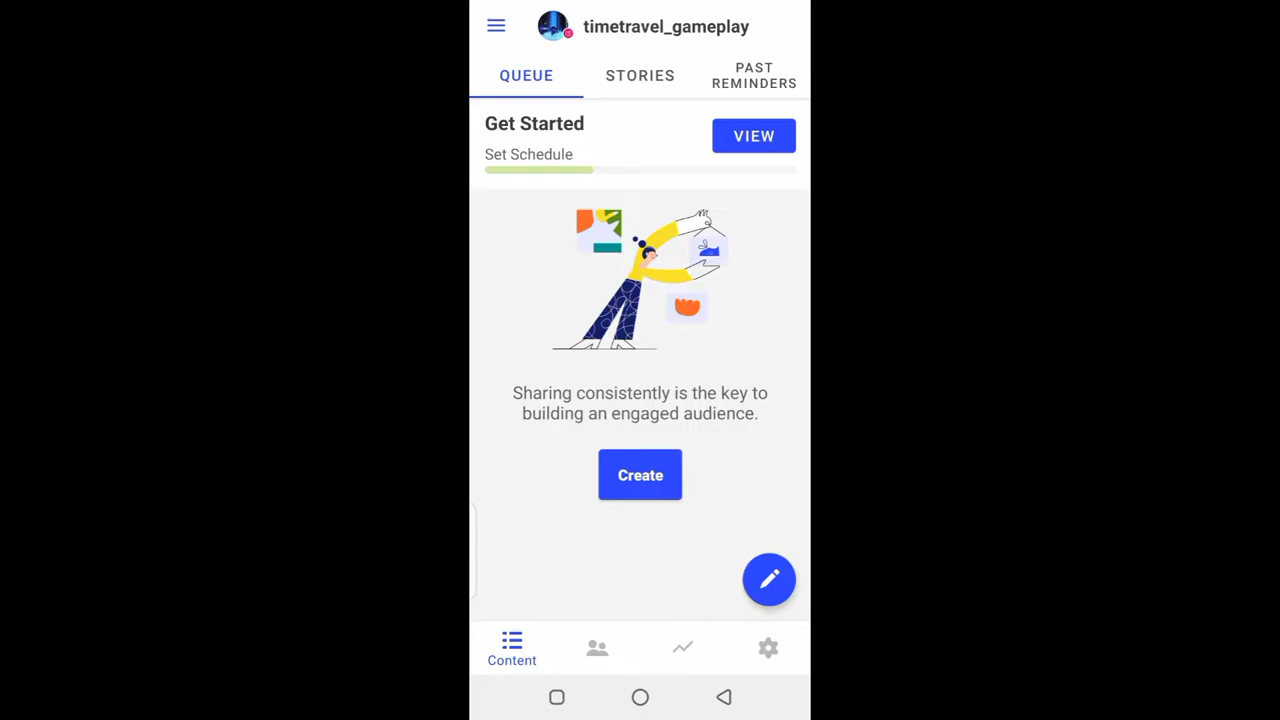 timetravel_gameplay
QUEUE
STORIES
PAST
REMINDERS
Get Started
Set Schedule
VIEW
Sharing consistently is the key to
building an engaged audience.
Create
Content